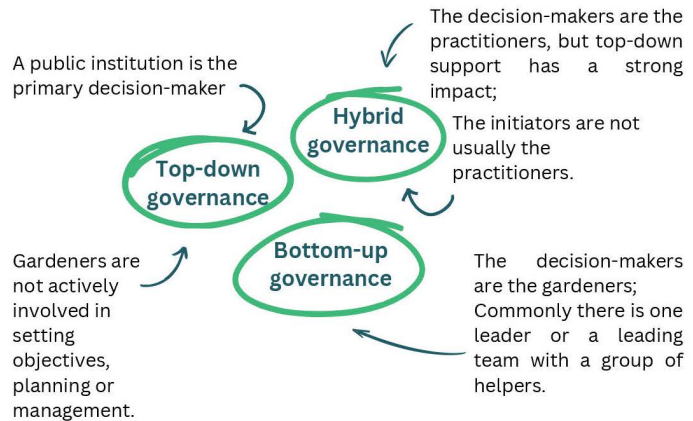 The decision-makers are the
practitioners, but top-down
support has a strong
impact;
The initiators are not
usually the
practitioners.
A public institution is the
primary decision-maker
Hybrid
governance
Top-down
governance
Bottom-up
governance
Gardeners are
not actively
involved in
setting
objectives,
planning or
management.
The decision-makers
are the gardeners;
Commonly there is one
leader or a leading
team with a group of
helpers.